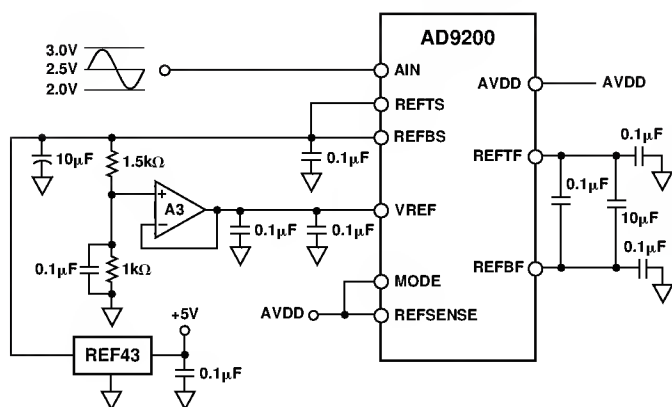 AD9200
3.0V
2.5V
2.0V
AIN
AVDD
AVDD
REFTS
REFBS
0.1µF
10µF
1.5kΩ
0.1µF
REFTF
0.1µF
10µF
A3
+
–
VREF
0.1µF
0.1µF
0.1µF
REFBF
0.1µF
1kΩ
MODE
AVDD
REFSENSE
+5V
REF43
0.1µF